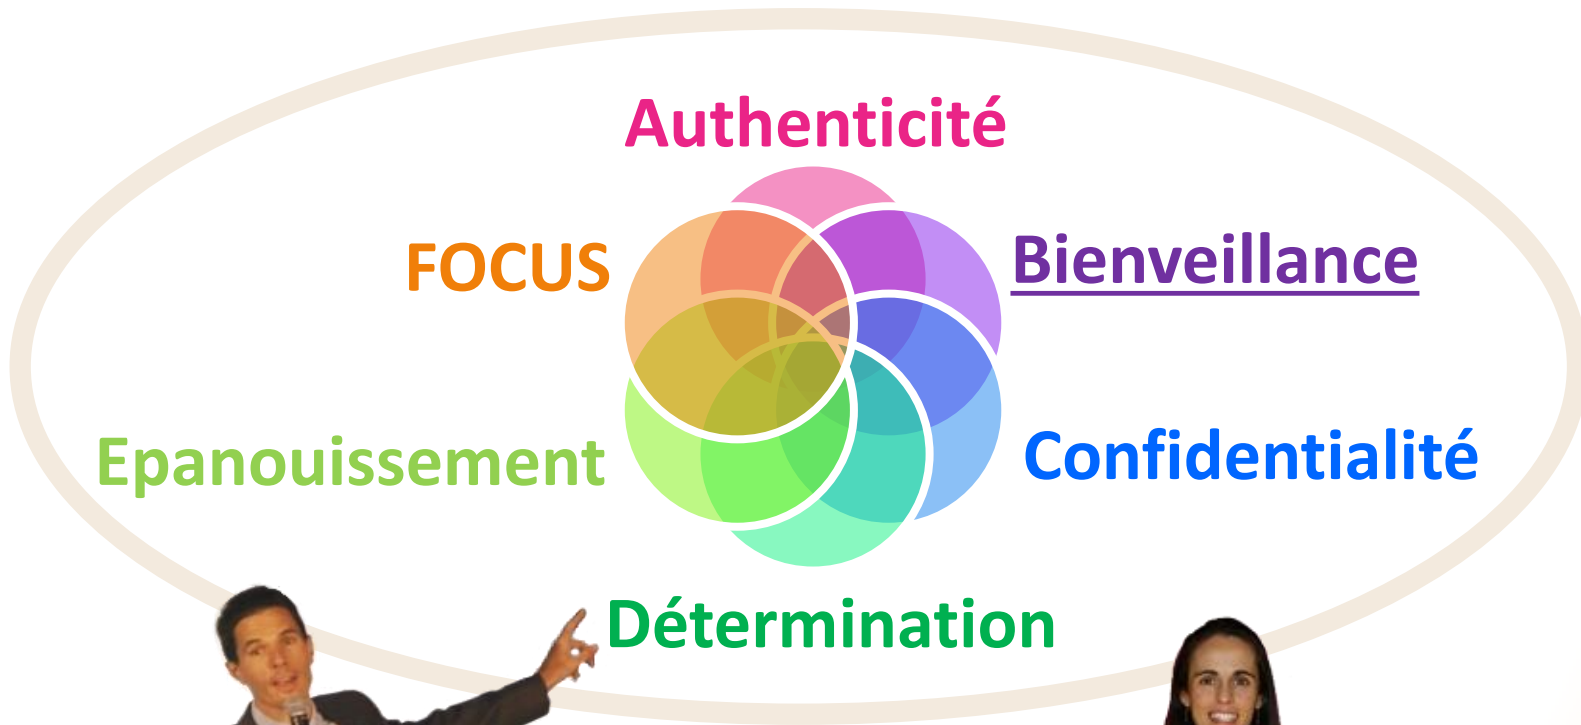 Authenticité
FOCUS
Bienveillance
Epanouissement
Confidentialité
Détermination